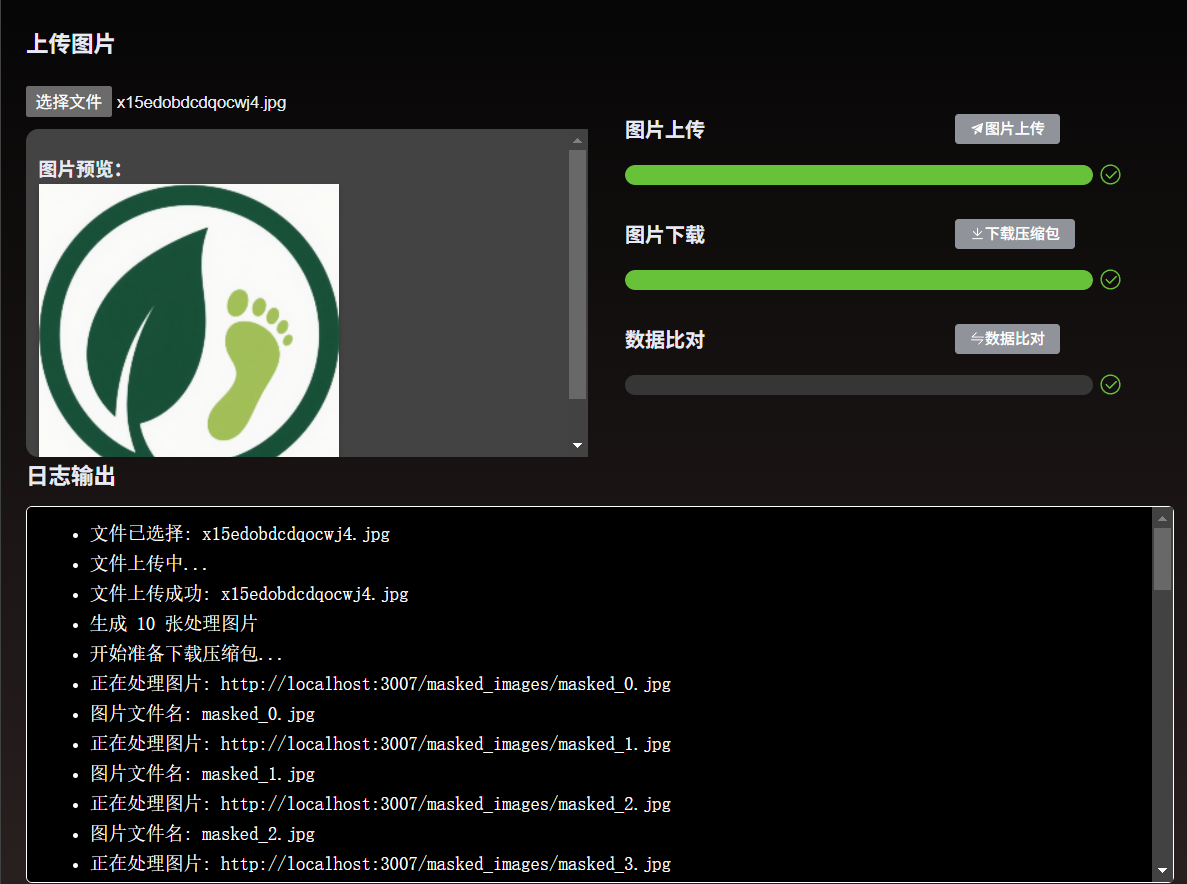 上传图片
选择文件 x15edobdcdqocwj4.jpg
图片预览：
图片上传
图片上传
图片下载
下载压缩包
数据比对
数据比对
日志输出
文件已选择: x15edobdcdqocwj4.jpg
文件上传中...
文件上传成功: x15edobdcdqocwj4.jpg
生成 10 张处理图片
开始准备下载压缩包...
正在处理图片: http://localhost:3007/masked_images/masked_0.jpg
图片文件名: masked_0.jpg
正在处理图片: http://localhost:3007/masked_images/masked_1.jpg
图片文件名: masked_1.jpg
正在处理图片: http://localhost:3007/masked_images/masked_2.jpg
图片文件名: masked_2.jpg
正在处理图片: http://localhost:3007/masked_images/masked_3.jpg